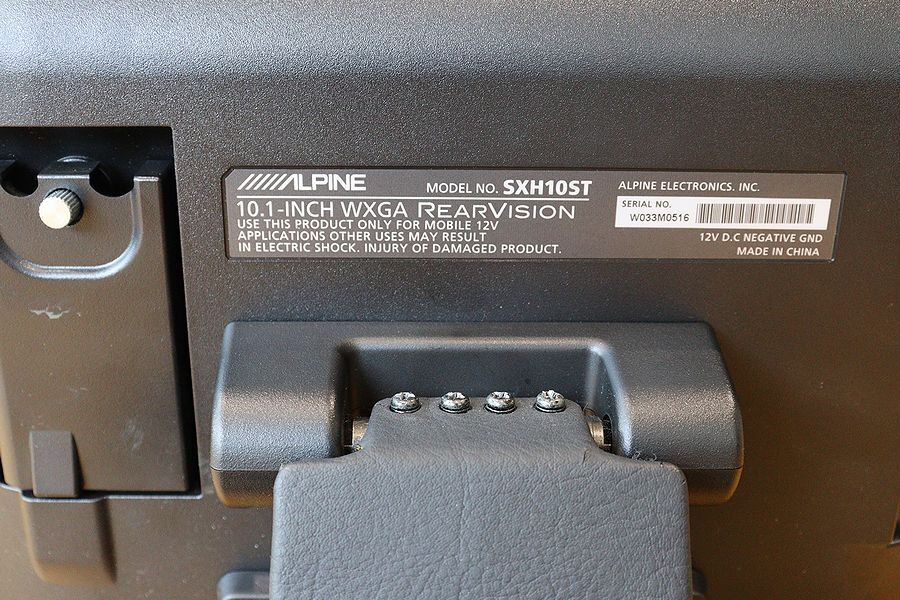 ALPINE
MODEL NO. SXH10ST
10.1-INCH WXGA REARVISION
USE THIS PRODUCT ONLY FOR MOBILE 12V
APPLICATIONS OTHER USES MAY RESULT
IN ELECTRIC SHOCK. INJURY OF DAMAGED PRODUCT.
ALPINE ELECTRONICS. INC.
SERIAL NO.
W033M0516
12V D.C NEGATIVE GND
MADE IN CHINA